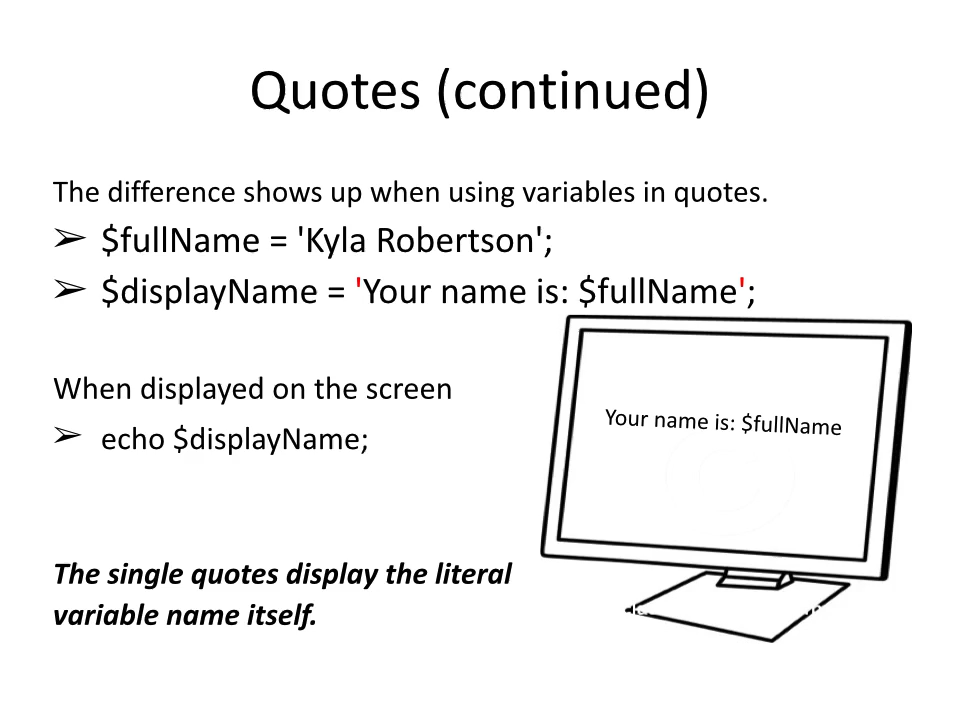 Quotes (continued)
The difference shows up when using variables in quotes.
➢ $fullName = 'Kyla Robertson';
➢ $displayName = 'Your name is: $fullName';
When displayed on the screen
➢ echo $displayName;
Your name is: $fullName
The single quotes display the literal
variable name itself.